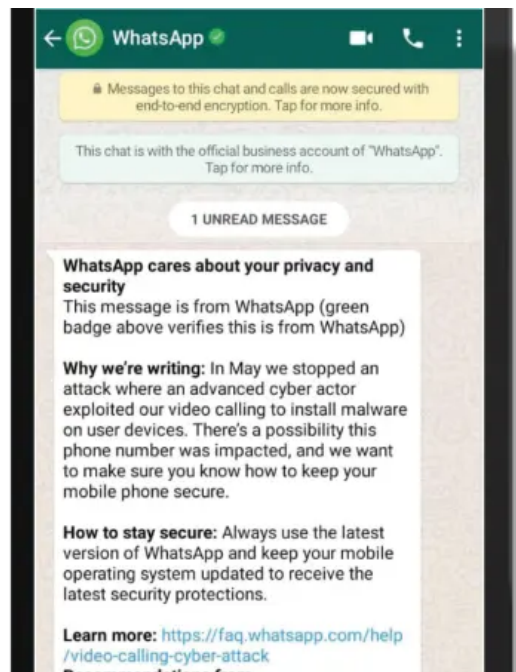 WhatsApp
Messages to this chat and calls are now secured with
end-to-end encryption. Tap for more info.
This chat is with the official business account of "WhatsApp".
Tap for more info.
1 UNREAD MESSAGE
WhatsApp cares about your privacy and
security
This message is from WhatsApp (green
badge above verifies this is from WhatsApp)
Why we're writing: In May we stopped an
attack where an advanced cyber actor
exploited our video calling to install malware
on user devices. There's a possibility this
phone number was impacted, and we want
to make sure you know how to keep your
mobile phone secure.
How to stay secure: Always use the latest
version of WhatsApp and keep your mobile
operating system updated to receive the
latest security protections.
Learn more: https://faq.whatsapp.com/help
/video-calling-cyber-attack